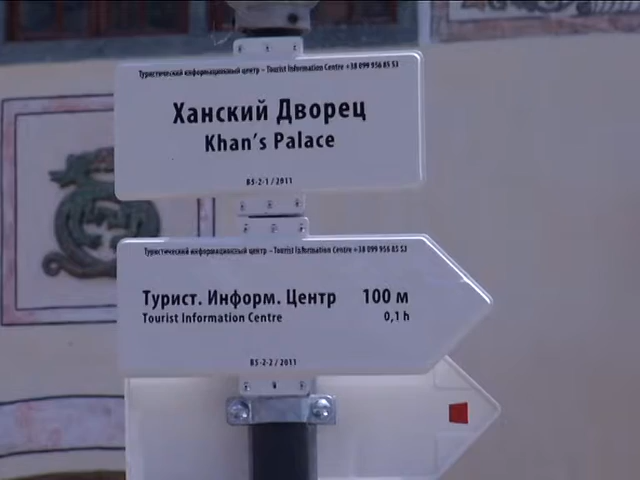 Туристический информационный центр – Tourist Information Centre +38 099 956 85 53
Ханский Дворец
Khan's Palace
BS-2-1 / 2011
Туристический информационный центр – Tourist Information Centre +38 099 956 85 53
Турист. Информ. Центр 100 м
Tourist Information Centre 0,1 h
BS-2-2 / 2011